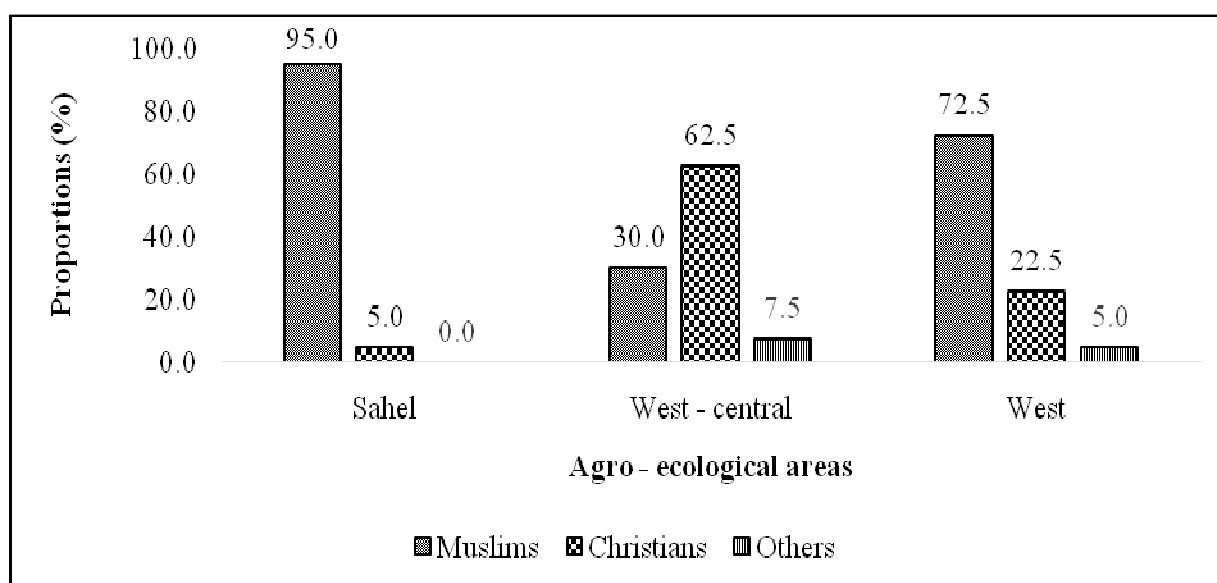 Proportions (%)
100.0
80.0
60.0
40.0
20.0
0.0
95.0
5.0
0.0
30.0
62.5
7.5
72.5
22.5
5.0
Sahel
West - central
West
Agro - ecological areas
Muslims
Christians
Others